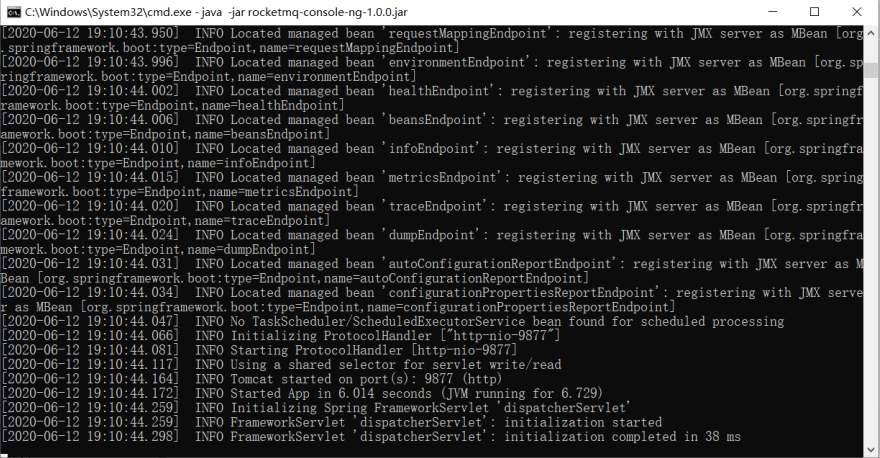 C:\Windows\System32\cmd.exe - java  -jar rocketmq-console-ng-1.0.0.jar
[2020-06-12 19:10:43.950]  INFO Located managed bean 'requestMappingEndpoint': registering with JMX server as MBean [org
.springframework.boot:type=Endpoint,name=requestMappingEndpoint]
[2020-06-12 19:10:43.996]  INFO Located managed bean 'environmentEndpoint': registering with JMX server as MBean [org.sp
ringframework.boot:type=Endpoint,name=environmentEndpoint]
[2020-06-12 19:10:44.002]  INFO Located managed bean 'healthEndpoint': registering with JMX server as MBean [org.springf
ramework.boot:type=Endpoint,name=healthEndpoint]
[2020-06-12 19:10:44.006]  INFO Located managed bean 'beansEndpoint': registering with JMX server as MBean [org.springfr
amework.boot:type=Endpoint,name=beansEndpoint]
[2020-06-12 19:10:44.010]  INFO Located managed bean 'infoEndpoint': registering with JMX server as MBean [org.springfra
mework.boot:type=Endpoint,name=infoEndpoint]
[2020-06-12 19:10:44.015]  INFO Located managed bean 'metricsEndpoint': registering with JMX server as MBean [org.spring
framework.boot:type=Endpoint,name=metricsEndpoint]
[2020-06-12 19:10:44.020]  INFO Located managed bean 'traceEndpoint': registering with JMX server as MBean [org.springfr
amework.boot:type=Endpoint,name=traceEndpoint]
[2020-06-12 19:10:44.024]  INFO Located managed bean 'dumpEndpoint': registering with JMX server as MBean [org.springfra
mework.boot:type=Endpoint,name=dumpEndpoint]
[2020-06-12 19:10:44.031]  INFO Located managed bean 'autoConfigurationReportEndpoint': registering with JMX server as M
Bean [org.springframework.boot:type=Endpoint,name=autoConfigurationReportEndpoint]
[2020-06-12 19:10:44.034]  INFO Located managed bean 'configurationPropertiesReportEndpoint': registering with JMX serve
r as MBean [org.springframework.boot:type=Endpoint,name=configurationPropertiesReportEndpoint]
[2020-06-12 19:10:44.047]  INFO No TaskScheduler/ScheduledExecutorService bean found for scheduled processing
[2020-06-12 19:10:44.066]  INFO Initializing ProtocolHandler ["http-nio-9877"]
[2020-06-12 19:10:44.081]  INFO Starting ProtocolHandler [http-nio-9877]
[2020-06-12 19:10:44.117]  INFO Using a shared selector for servlet write/read
[2020-06-12 19:10:44.164]  INFO Tomcat started on port(s): 9877 (http)
[2020-06-12 19:10:44.172]  INFO Started App in 6.014 seconds (JVM running for 6.729)
[2020-06-12 19:10:44.259]  INFO Initializing Spring FrameworkServlet 'dispatcherServlet'
[2020-06-12 19:10:44.259]  INFO FrameworkServlet 'dispatcherServlet': initialization started
[2020-06-12 19:10:44.298]  INFO FrameworkServlet 'dispatcherServlet': initialization completed in 38 ms